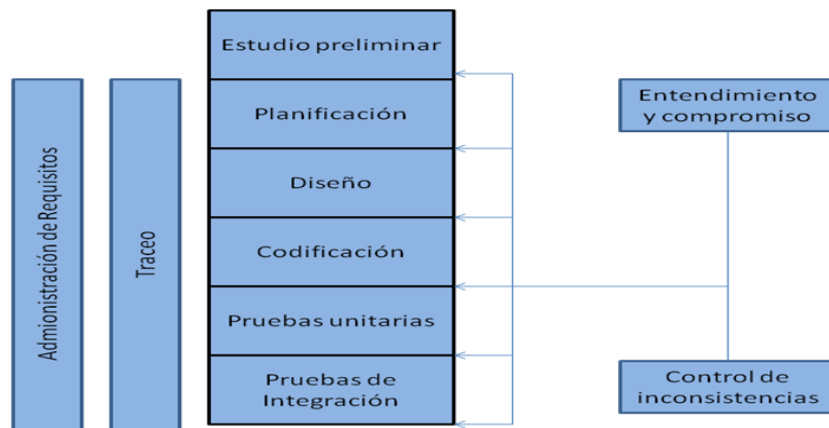 Admionistración de Requisitos
Traceo
Estudio preliminar
Planificación
Diseño
Codificación
Pruebas unitarias
Pruebas de
Integración
Entendimiento
y compromiso
Control de
inconsistencias